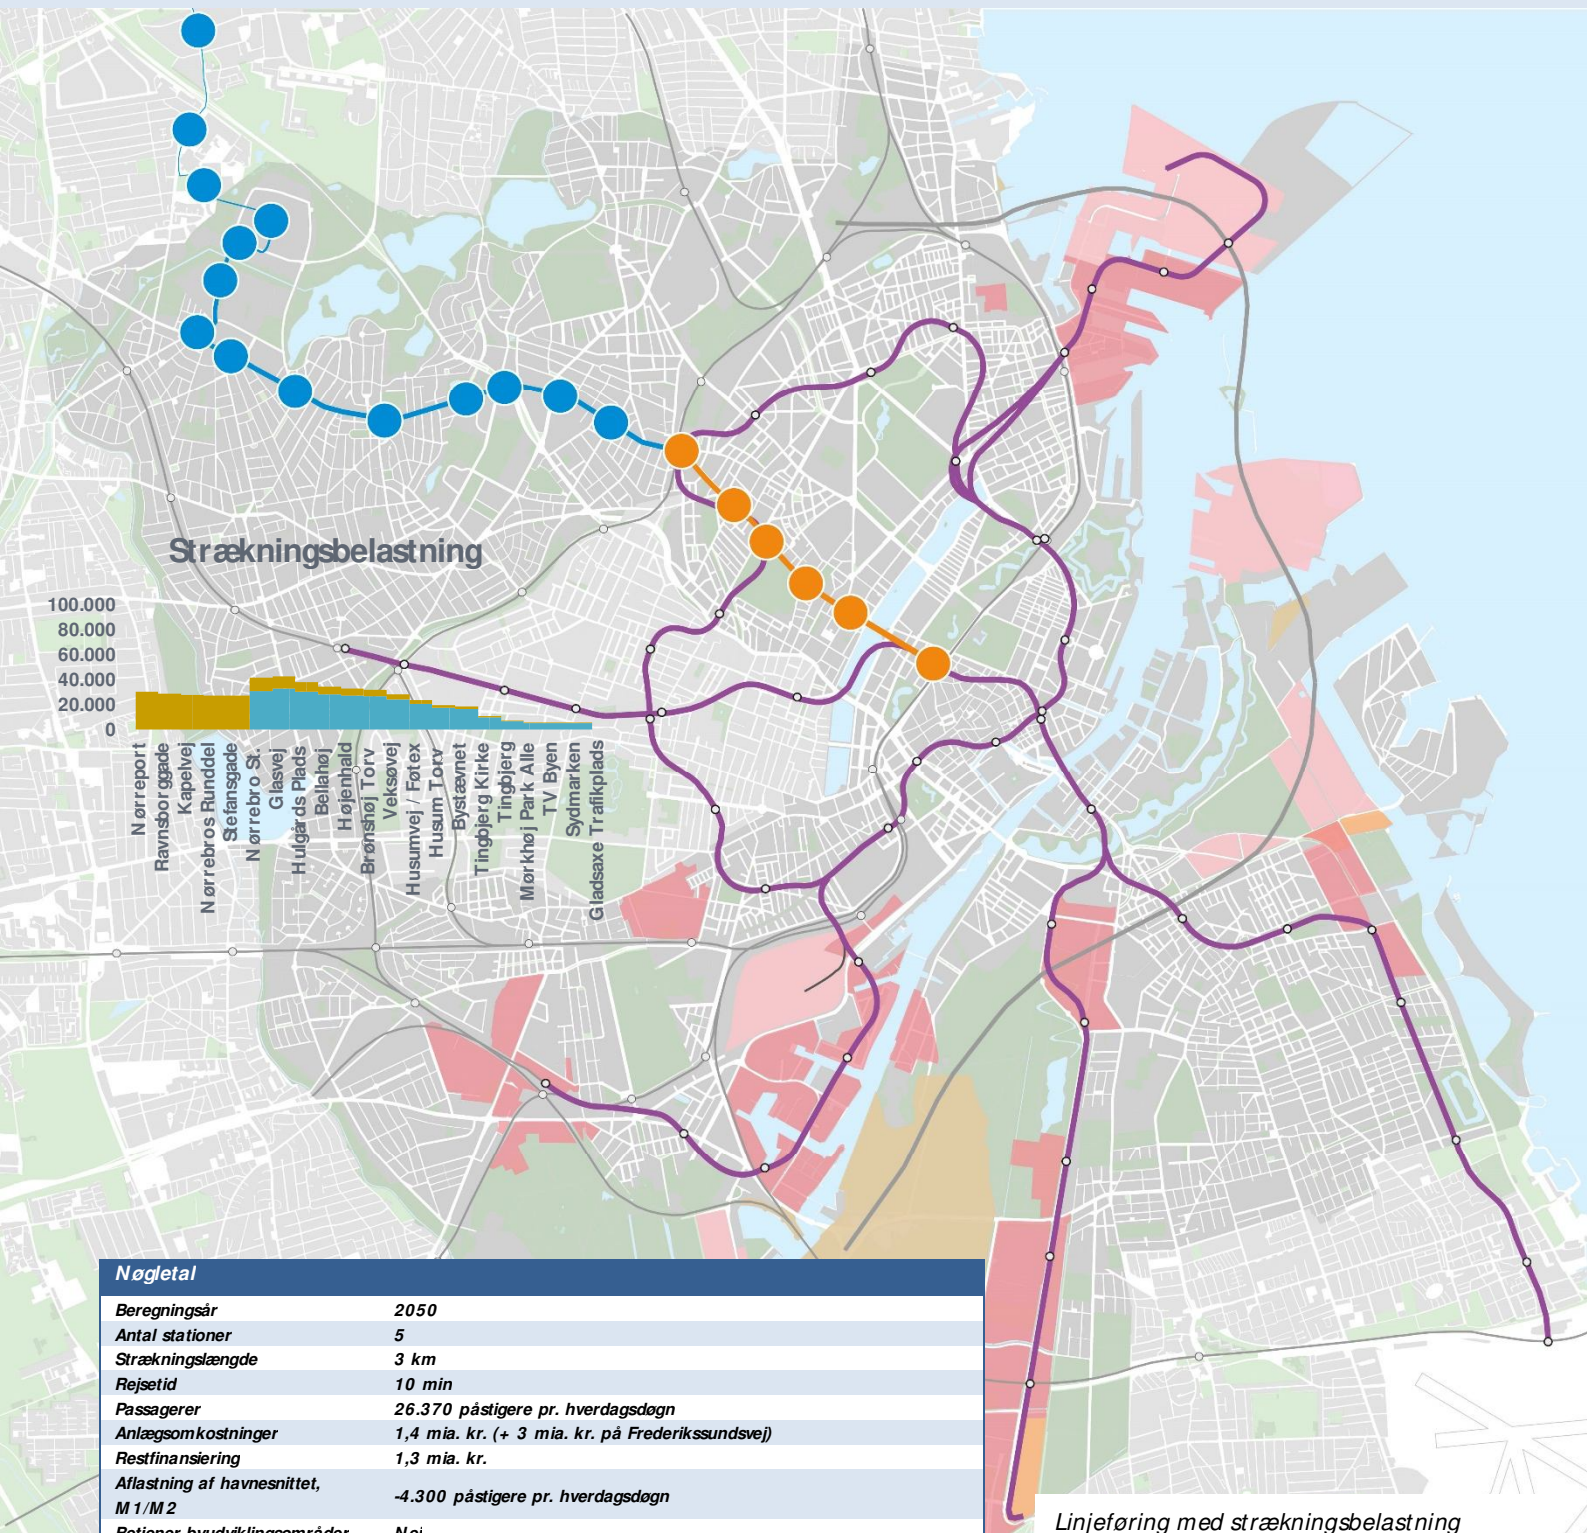 Strækningsbelastning
100.000
80.000
60.000
40.000
20.000
0
Nørreport
Ravnsborggade
Kapelvej
Nørrebros Runddel
Stefansgade
Nørrebro St.
Glasvej
Hulgårds Plads
Bellahøj
Højenhald
Brønshøj Torv
Veksøvej
Husumvej / Føtex
Husum Torv
Bystævnet
Tingbjerg Kirke
Tingbjerg
Mørkhøj Park Alle
TV Byen
Sydmarken
Gladsaxe Trafikplads
Nøgletal
Beregningsår 2050
Antal stationer 5
Strækningslængde 3 km
Rejsetid 10 min
Passagerer 26.370 påstigere pr. hverdagsdøgn
Anlægsomkostninger 1,4 mia. kr. (+ 3 mia. kr. på Frederikssundsvej)
Restfinansiering 1,3 mia. kr.
Aflastning af havnesnittet,
M1/M2 -4.300 påstigere pr. hverdagsdøgn
Betjener byudviklingsområder Nej
Linjeføring med strækningsbelastning